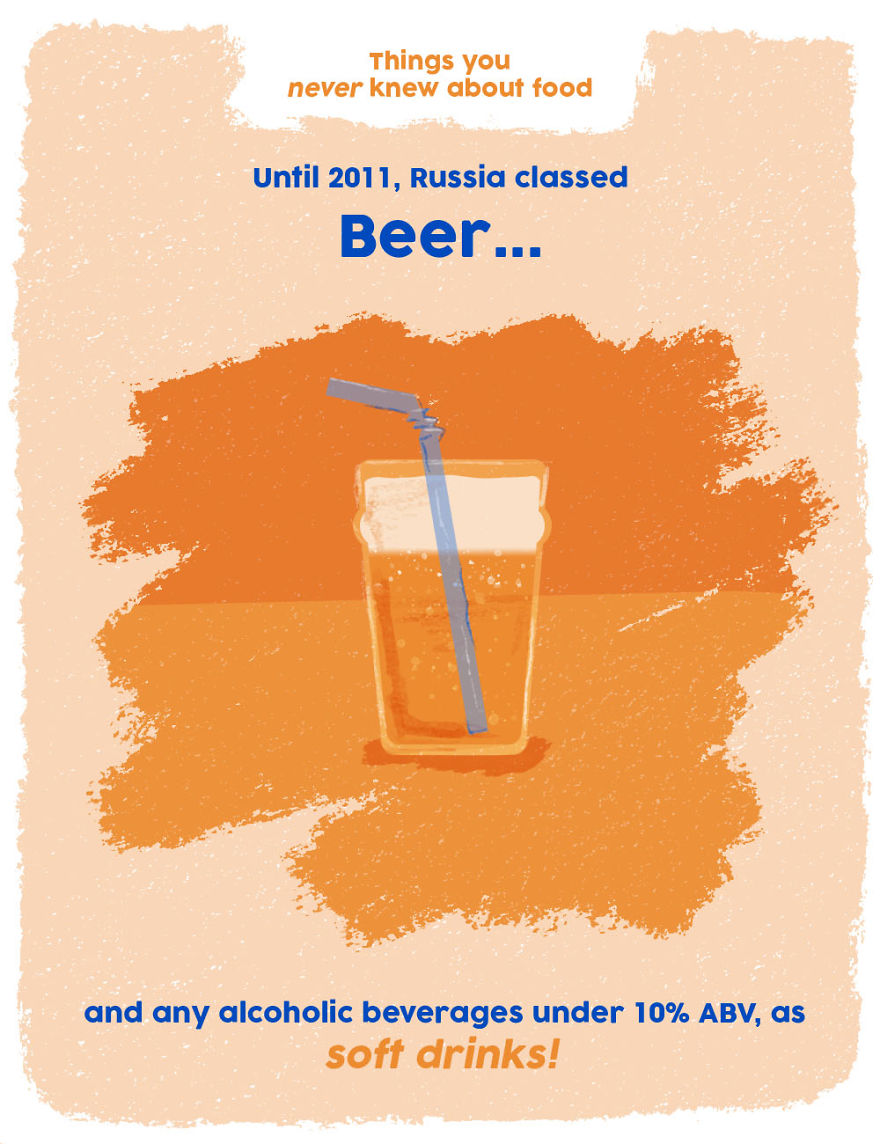 Things you
never knew about food
Until 2011, Russia classed
Beer...
and any alcoholic beverages under 10% ABV, as
soft drinks!